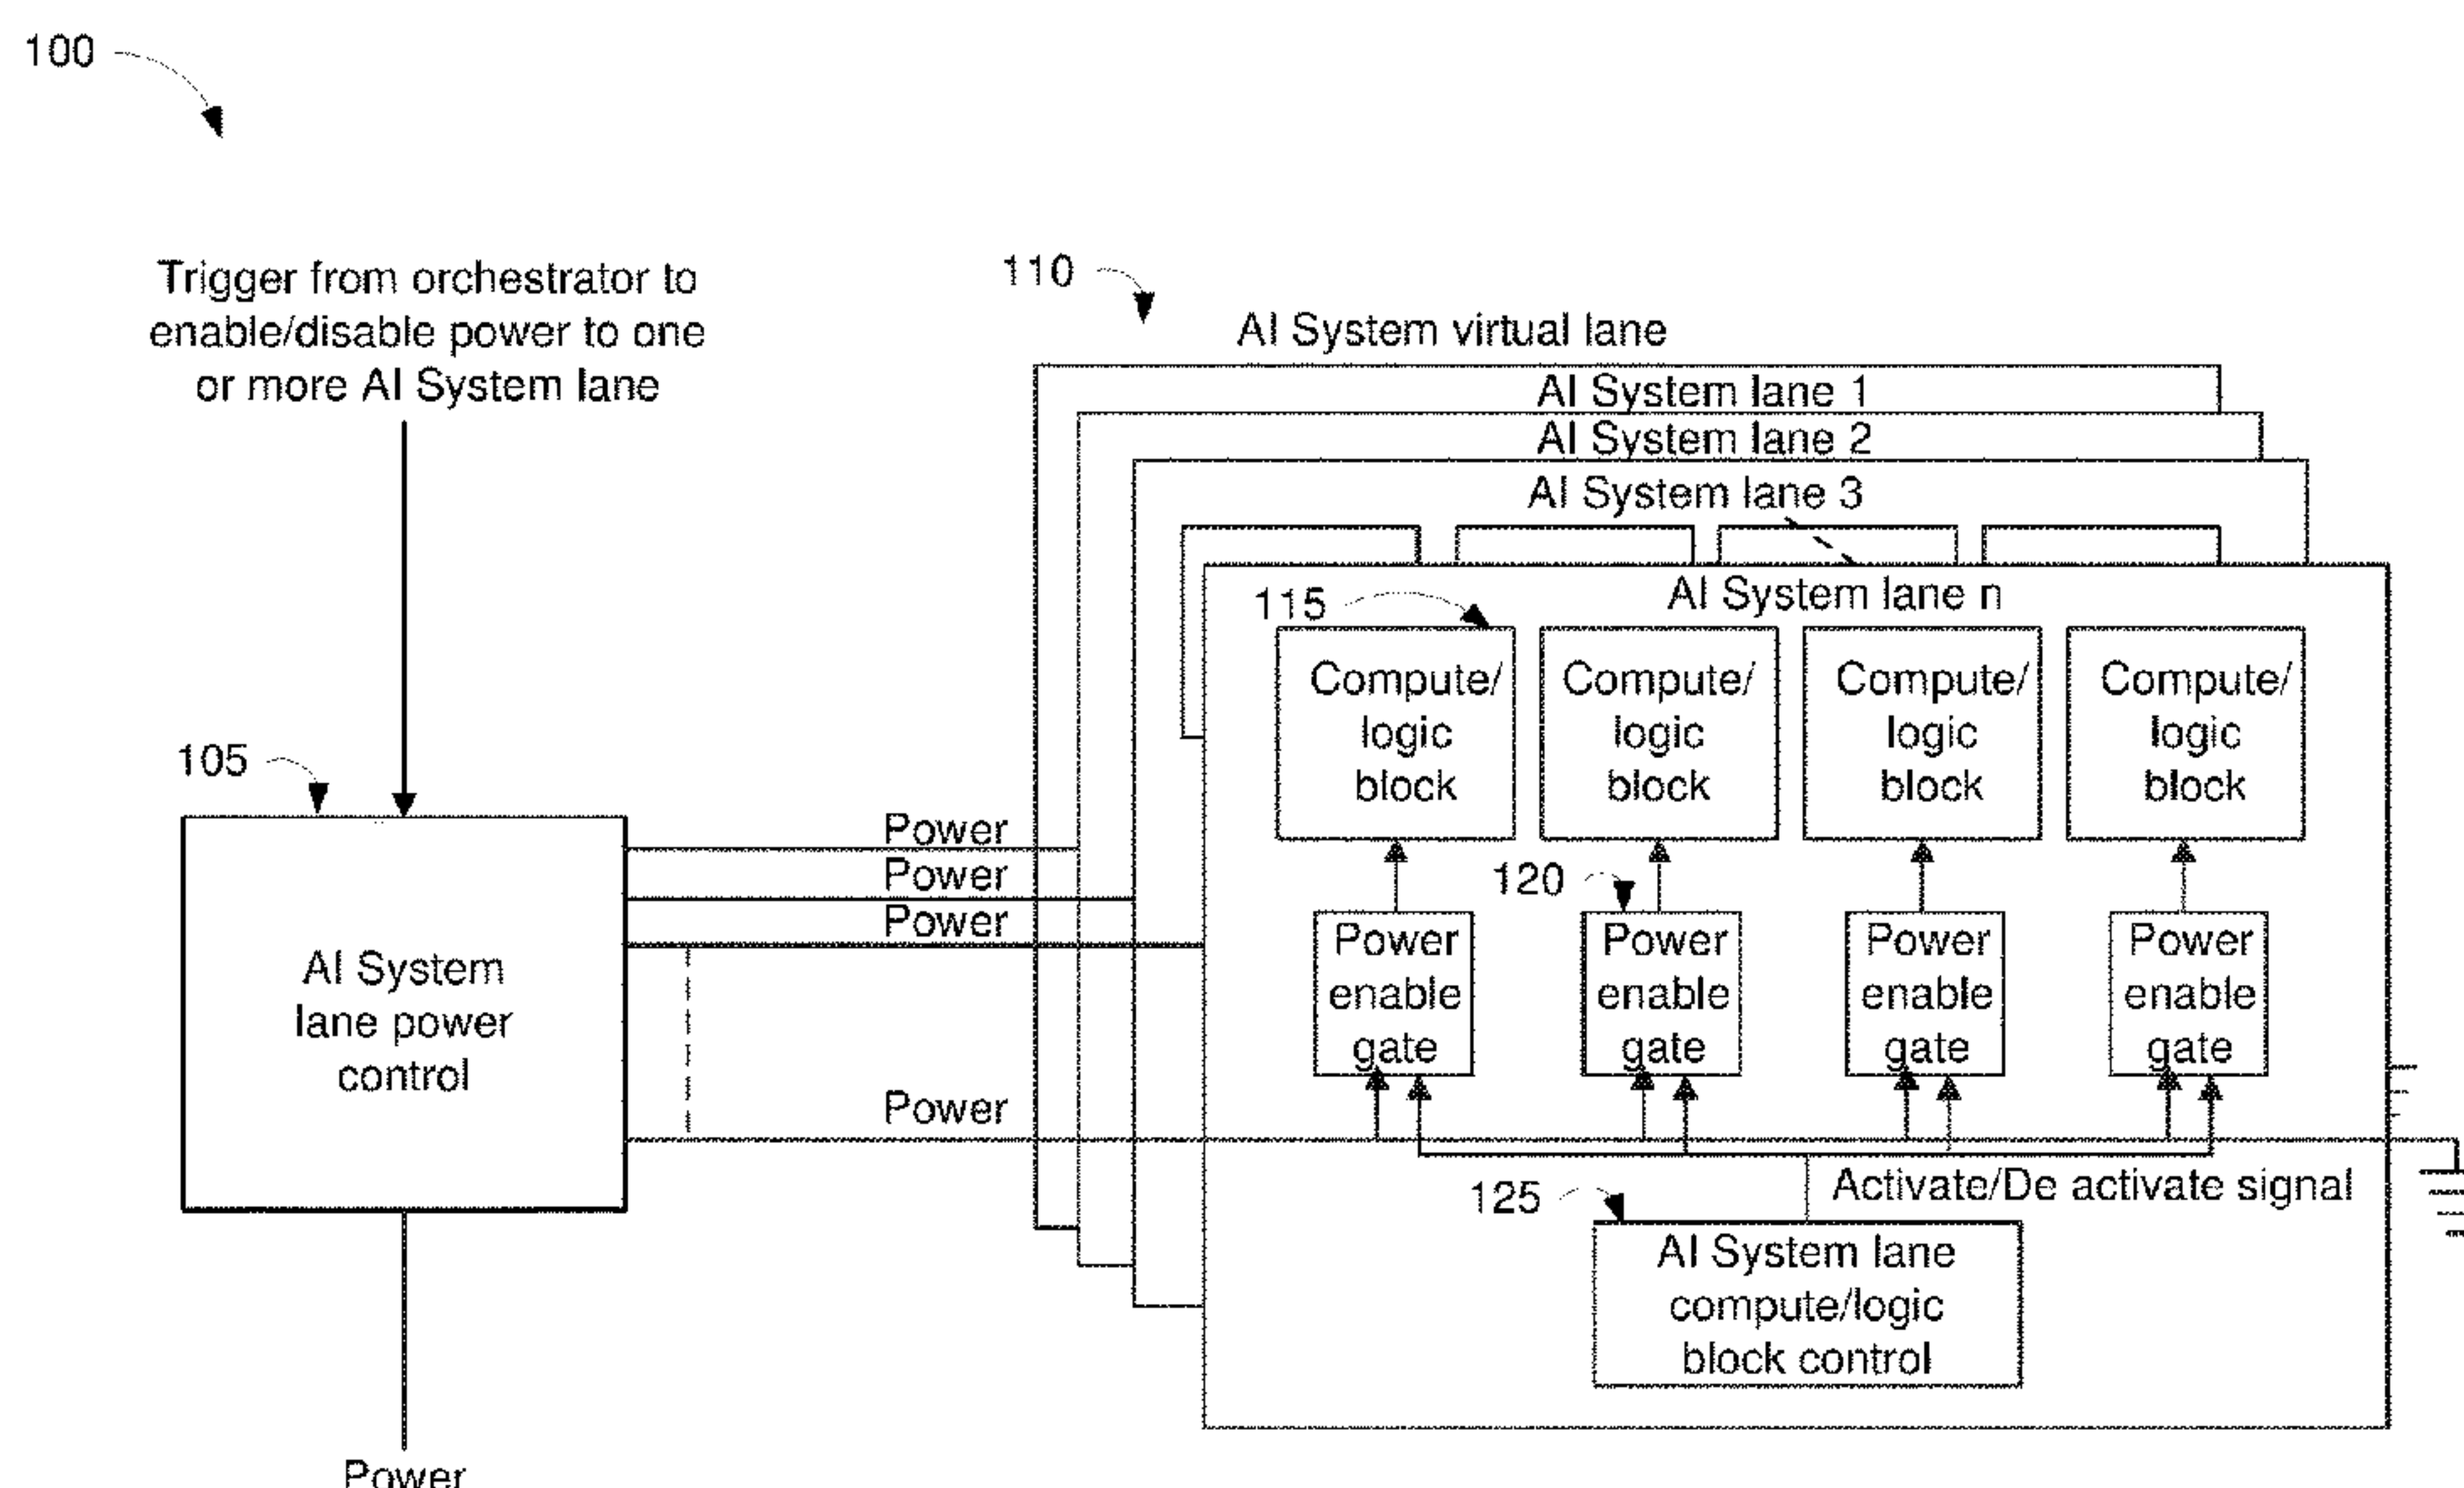 100
Trigger from orchestrator to
enable/disable power to one
or more AI System lane
110
AI System virtual lane
AI System lane 1
AI System lane 2
AI System lane 3
AI System lane n
115
Compute/
logic
block
Compute/
logic
block
Compute/
logic
block
Compute/
logic
block
105
Power
Power
Power
120
Power
enable
gate
Power
enable
gate
Power
enable
gate
Power
enable
gate
AI System
lane power
control
Power
Activate/De activate signal
125
AI System lane
compute/logic
block control
Power